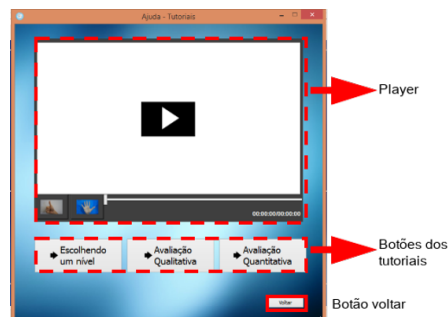 Ajuda - Tutoriais
Player
00:00:00/00:00:00
Escolhendo
um nível
Avaliação
Qualitativa
Avaliação
Quantitativa
Botões dos
tutoriais
Voltar
Botão voltar